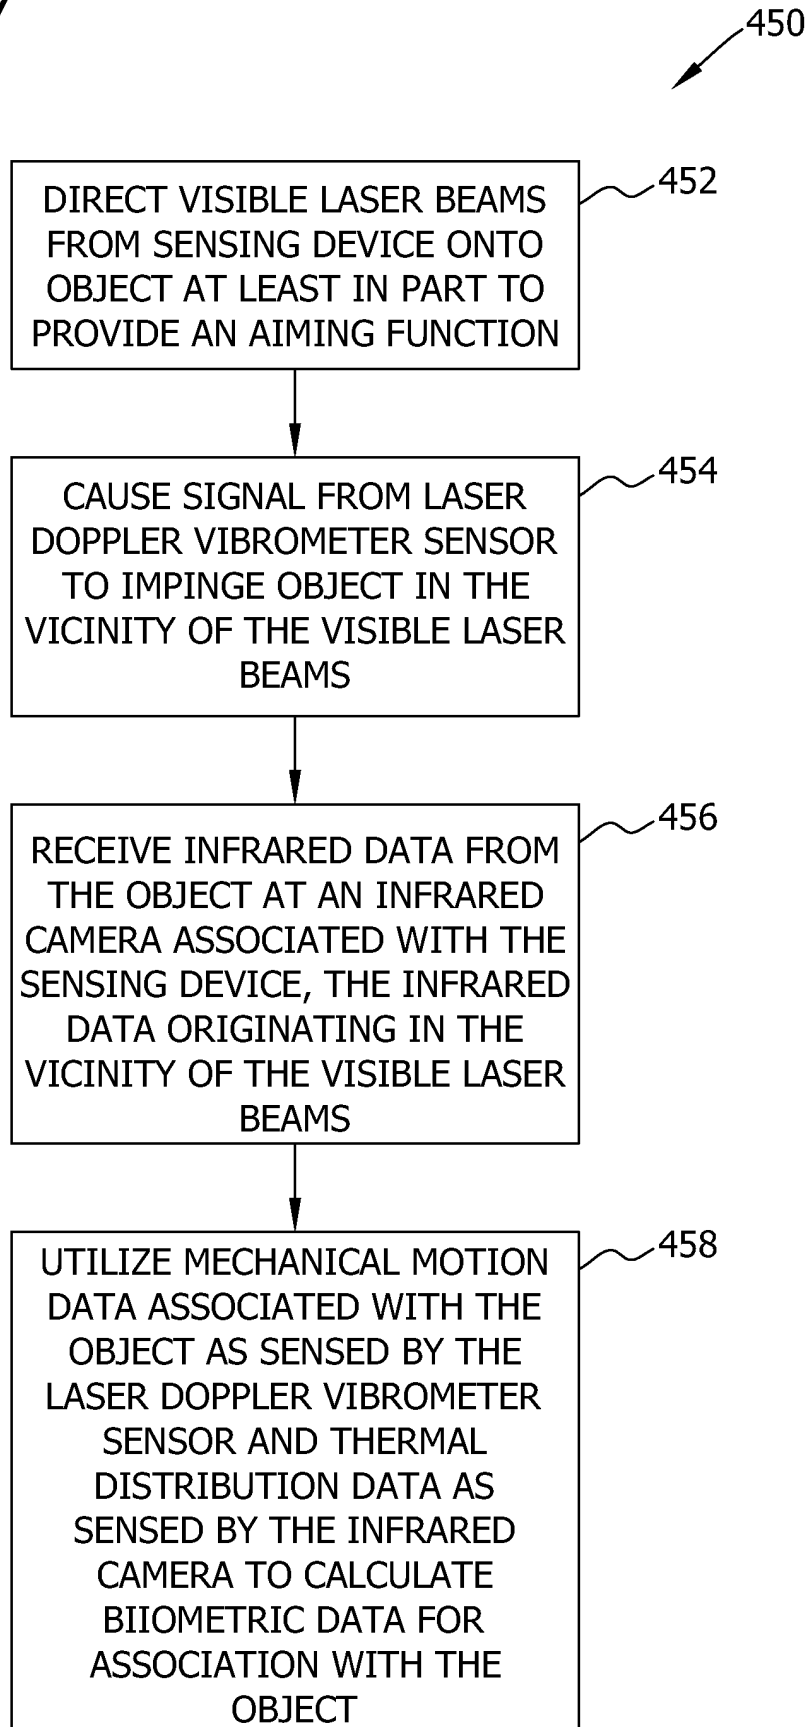 450
452
DIRECT VISIBLE LASER BEAMS
FROM SENSING DEVICE ONTO
OBJECT AT LEAST IN PART TO
PROVIDE AN AIMING FUNCTION
454
CAUSE SIGNAL FROM LASER
DOPPLER VIBROMETER SENSOR
TO IMPINGE OBJECT IN THE
VICINITY OF THE VISIBLE LASER
BEAMS
456
RECEIVE INFRARED DATA FROM
THE OBJECT AT AN INFRARED
CAMERA ASSOCIATED WITH THE
SENSING DEVICE, THE INFRARED
DATA ORIGINATING IN THE
VICINITY OF THE VISIBLE LASER
BEAMS
458
UTILIZE MECHANICAL MOTION
DATA ASSOCIATED WITH THE
OBJECT AS SENSED BY THE
LASER DOPPLER VIBROMETER
SENSOR AND THERMAL
DISTRIBUTION DATA AS
SENSED BY THE INFRARED
CAMERA TO CALCULATE
BIIOMETRIC DATA FOR
ASSOCIATION WITH THE
OBJECT